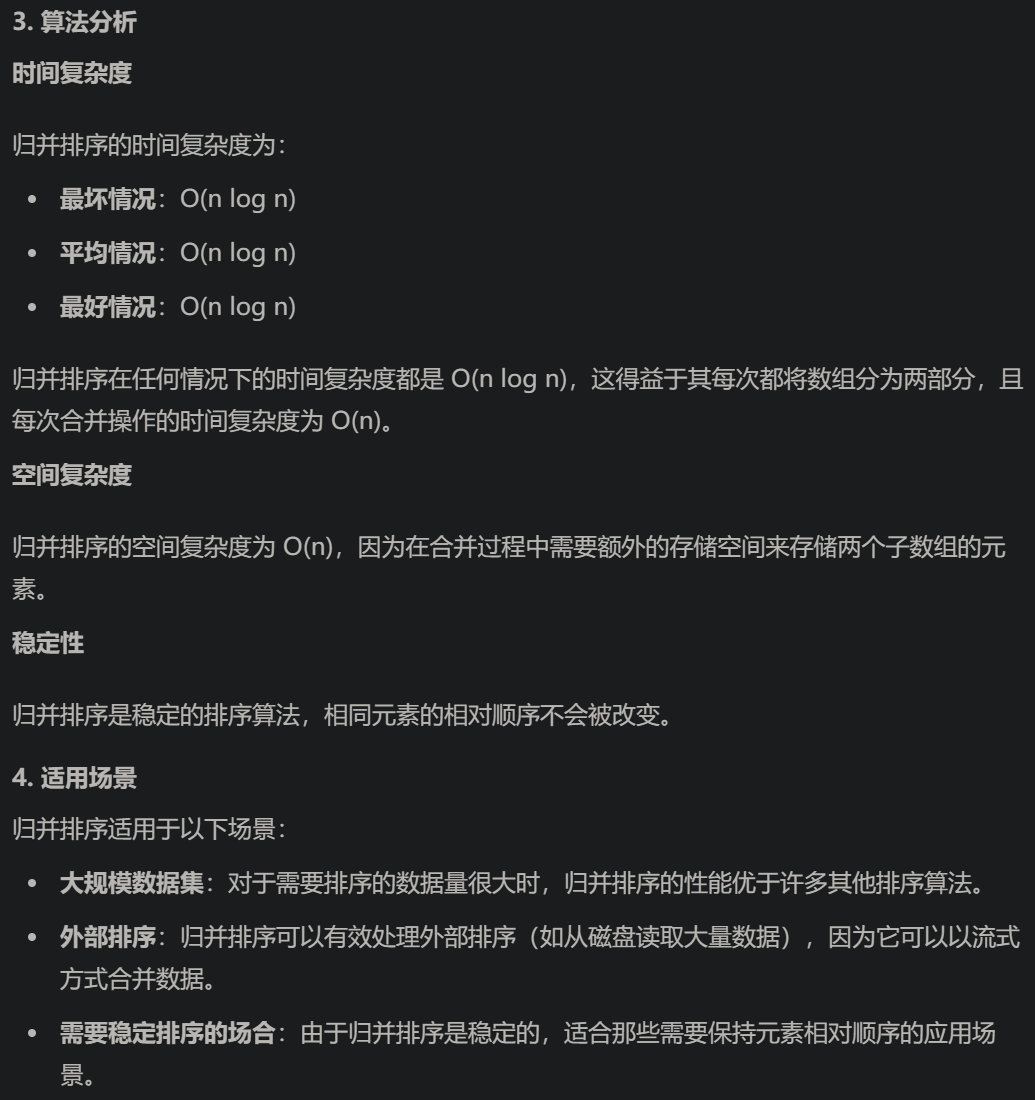 3. 算法分析
时间复杂度
归并排序的时间复杂度为：
• 最坏情况：O(n log n)
• 平均情况：O(n log n)
• 最好情况：O(n log n)
归并排序在任何情况下的时间复杂度都是 O(n log n)，这得益于其每次都将数组分为两部分，且
每次合并操作的时间复杂度为 O(n)。
空间复杂度
归并排序的空间复杂度为 O(n)，因为在合并过程中需要额外的存储空间来存储两个子数组的元
素。
稳定性
归并排序是稳定的排序算法，相同元素的相对顺序不会被改变。
4. 适用场景
归并排序适用于以下场景：
• 大规模数据集：对于需要排序的数据量很大时，归并排序的性能优于许多其他排序算法。
• 外部排序：归并排序可以有效处理外部排序（如从磁盘读取大量数据），因为它可以以流式
方式合并数据。
• 需要稳定排序的场合：由于归并排序是稳定的，适合那些需要保持元素相对顺序的应用场
景。